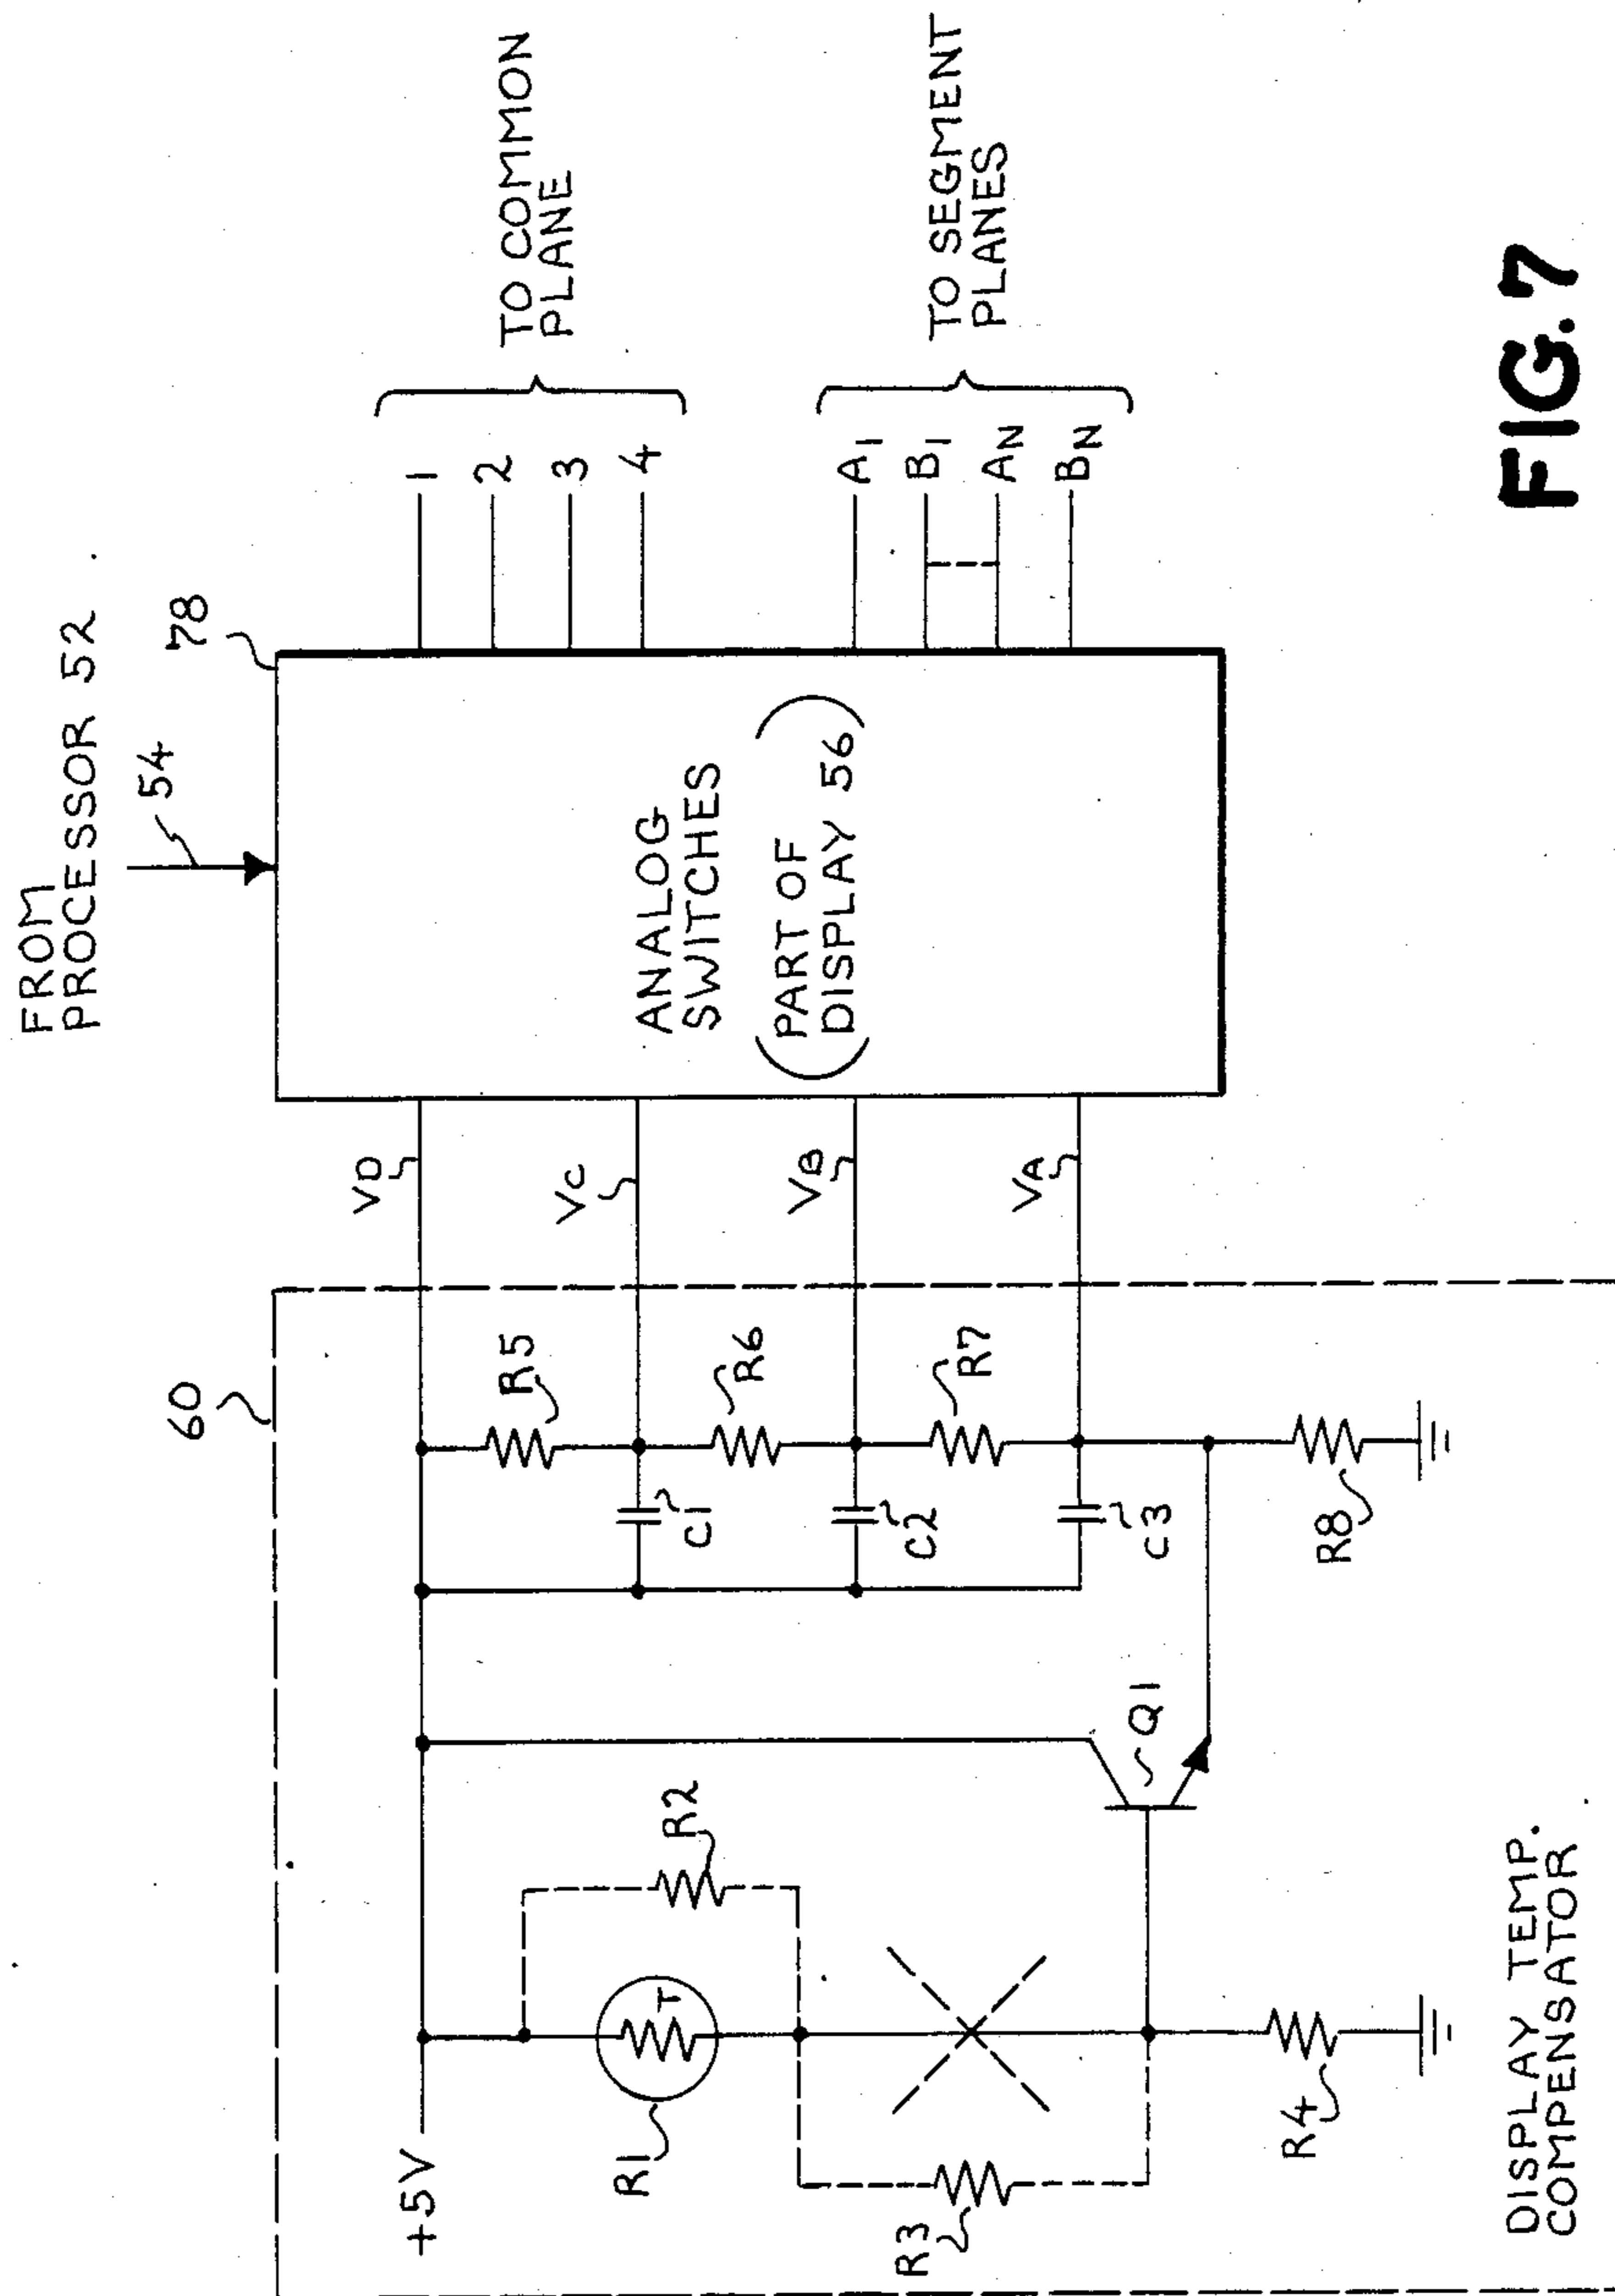 FROM
PROCESSOR 52
54
78
60
+5V
R1
R2
R3
R4
Q1
R5
R6
R7
R8
C1
C2
C3
VD
VC
VB
VA
T
ANALOG
SWITCHES
(PART OF
DISPLAY 56)
1
2
3
4
TO COMMON
PLANE
A1
B1
AN
BN
TO SEGMENT
PLANES
DISPLAY TEMP.
COMPENSATOR
FIG. 7